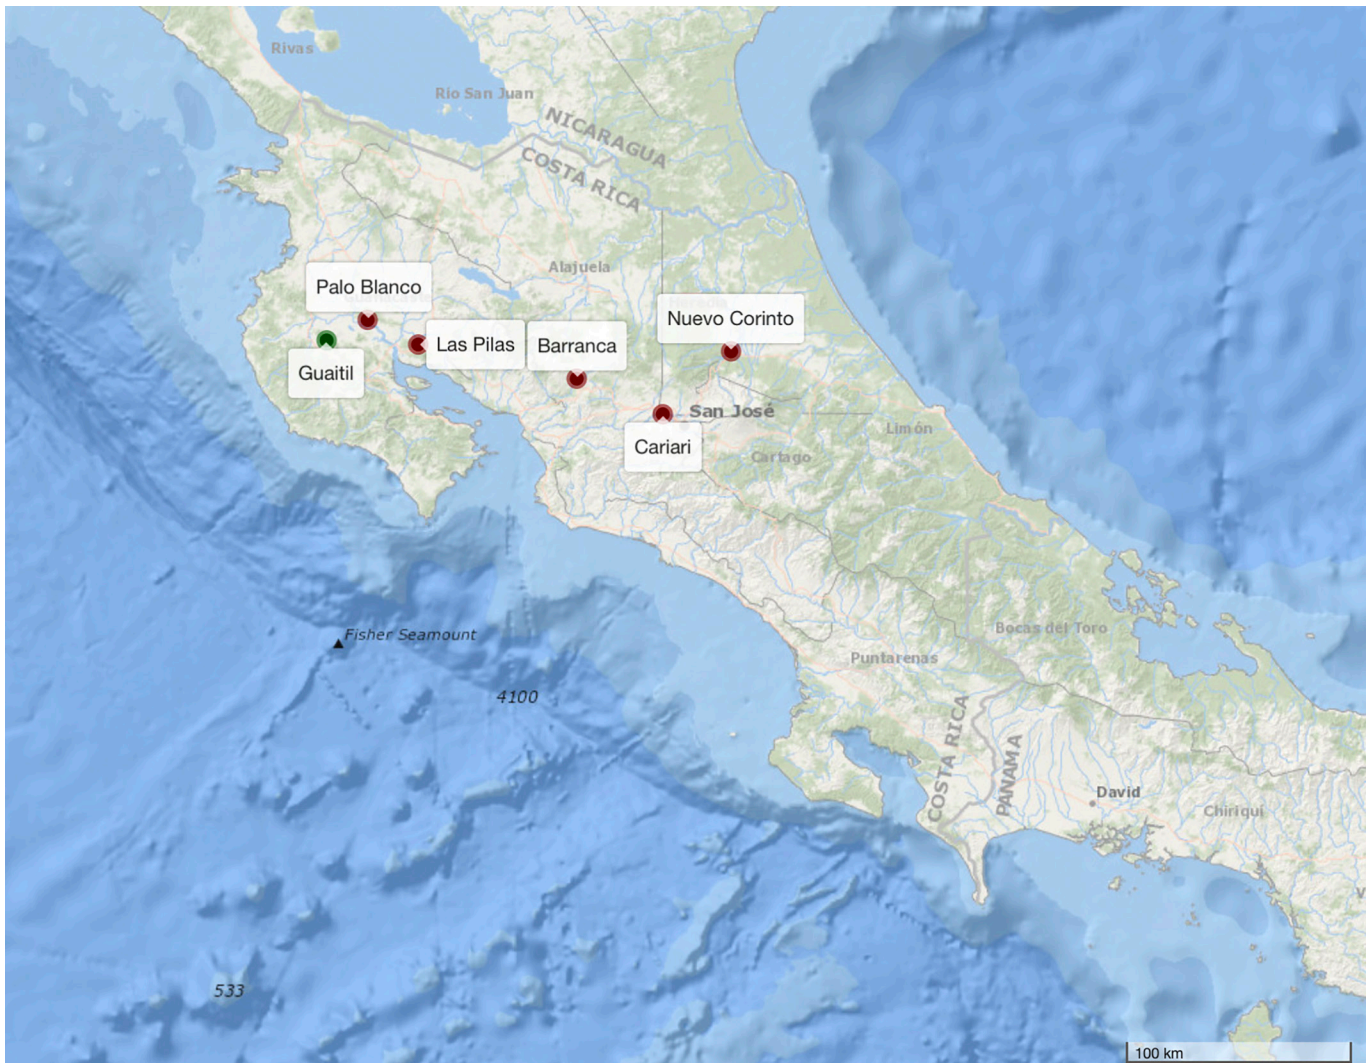 Rivas
Río San Juan
NICARAGUA
COSTA RICA
Alajuela
Palo Blanco
Nuevo Corinto
Las Pilas
Barranca
Guaitil
San José
Limón
Cariari
Cartago
Fisher Seamount
Bocas del Toro
Puntarenas
4100
COSTA RICA
PANAMA
David
Chiriquí
533
100 km